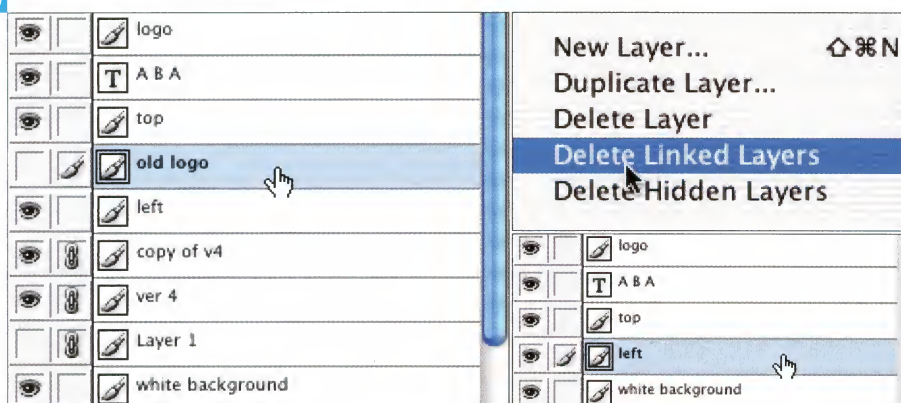 logo
T A B A
top
old logo
left
copy of v4
ver 4
Layer 1
white background
New Layer... ⇧⌘N
Duplicate Layer...
Delete Layer
Delete Linked Layers
Delete Hidden Layers
logo
T A B A
top
left
white background